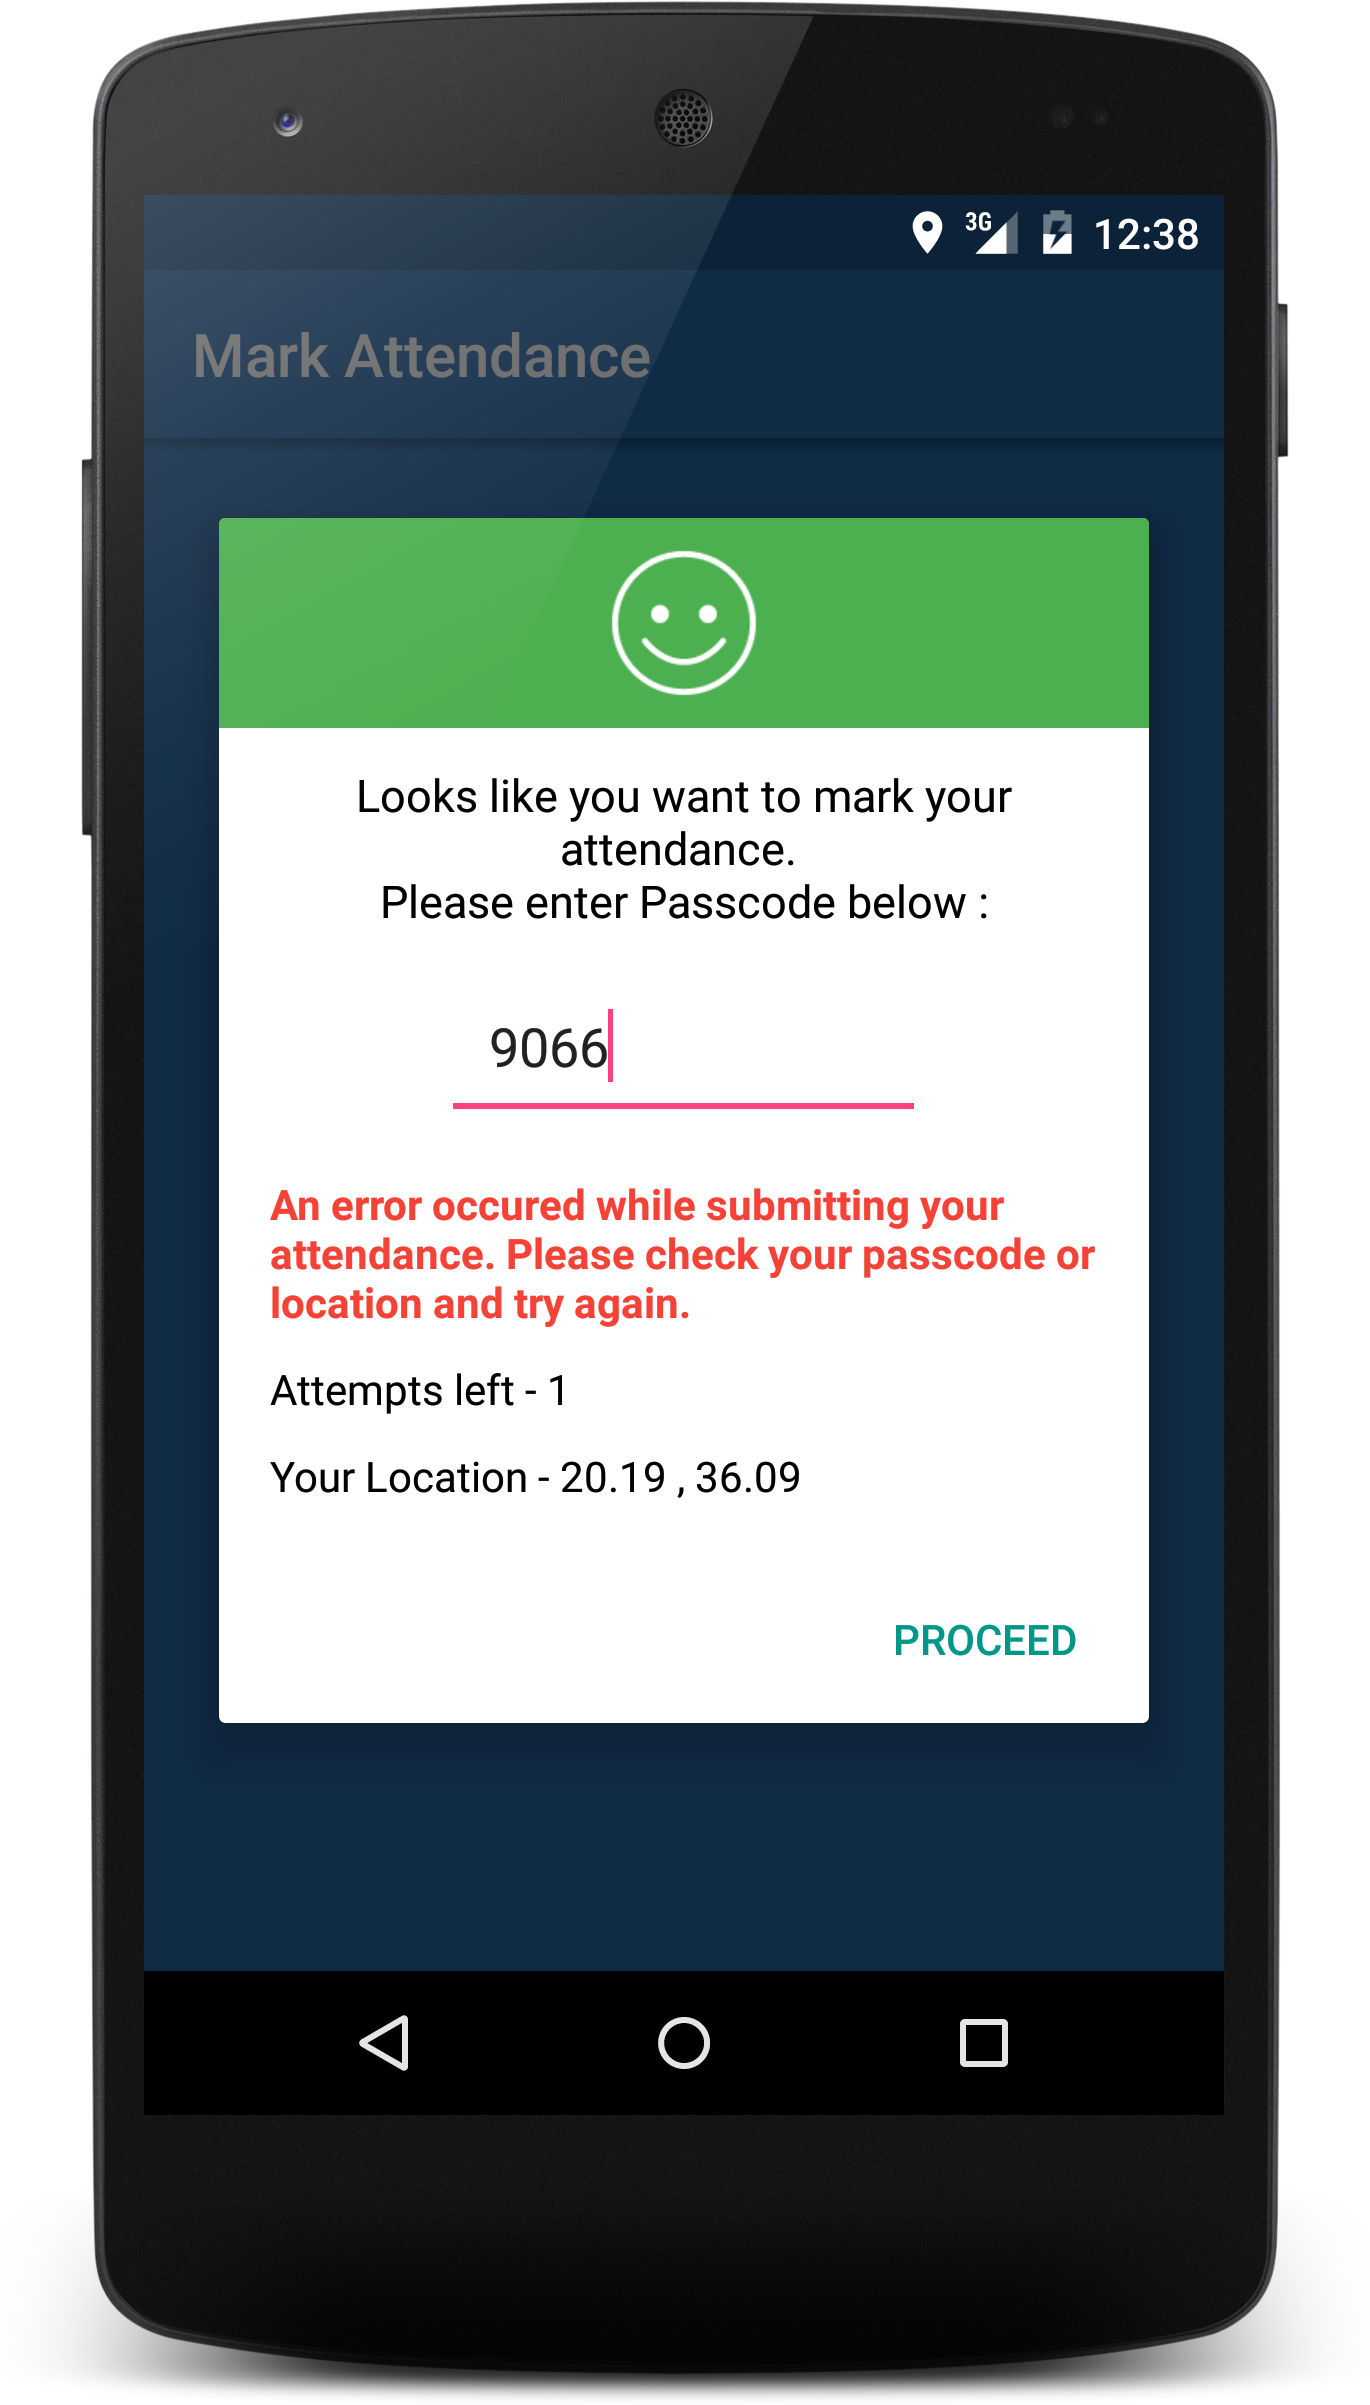 3G 12:38
Mark Attendance
Looks like you want to mark your
attendance.
Please enter Passcode below :
9066
An error occured while submitting your
attendance. Please check your passcode or
location and try again.
Attempts left - 1
Your Location - 20.19 , 36.09
PROCEED